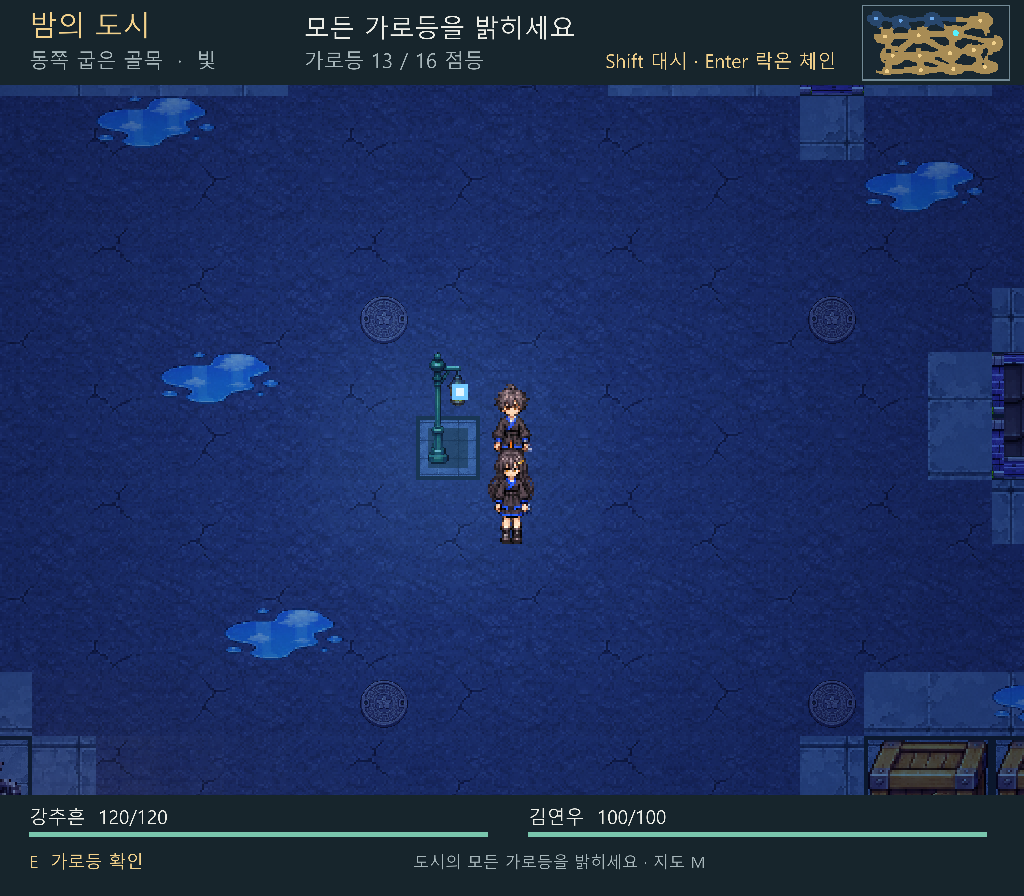 밤의 도시
모든 가로등을 밝히세요
동쪽 굽은 골목 · 빛
가로등 13 / 16 점등
Shift 대시 · Enter 락온 체인
강추흔 120/120
김연우 100/100
E 가로등 확인
도시의 모든 가로등을 밝히세요 · 지도 M